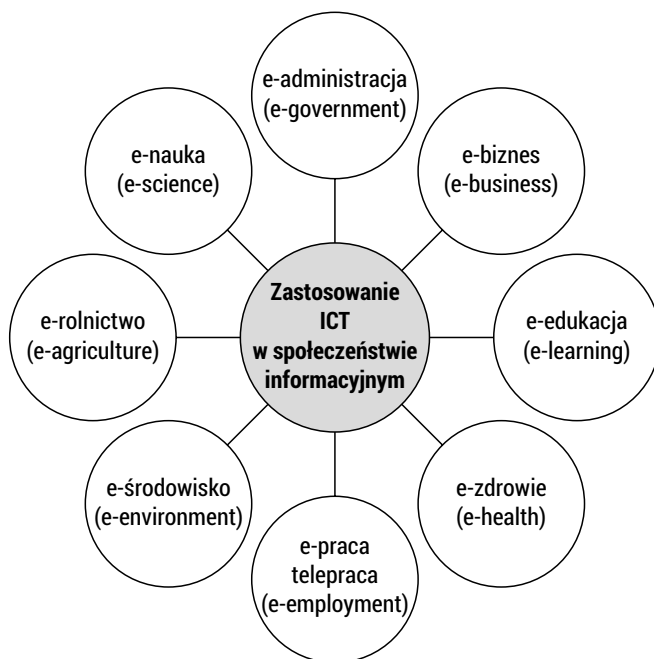 e-administracja
(e-government)
e-nauka
(e-science)
e-biznes
(e-business)
Zastosowanie
ICT
w społeczeństwie
informacyjnym
e-rolnictwo
(e-agriculture)
e-edukacja
(e-learning)
e-środowisko
(e-environment)
e-zdrowie
(e-health)
e-praca
telepraca
(e-employment)